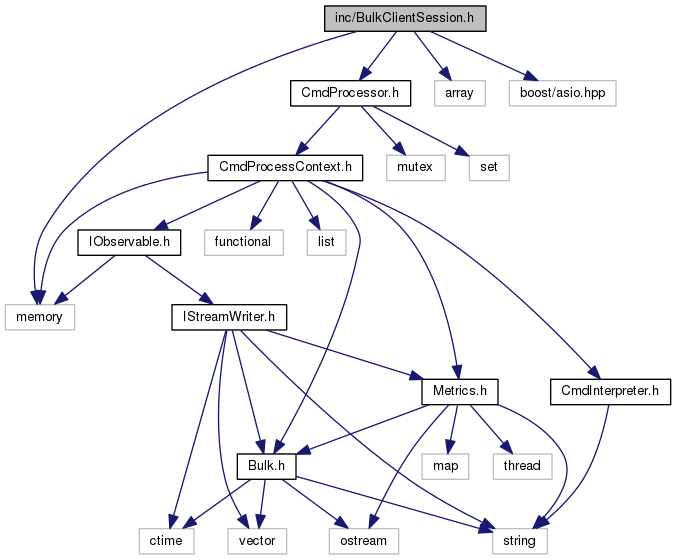 inc/BulkClientSession.h
CmdProcessor.h
array
boost/asio.hpp
CmdProcessContext.h
mutex
set
IObservable.h
functional
list
memory
IStreamWriter.h
Metrics.h
CmdInterpreter.h
Bulk.h
map
thread
ctime
vector
ostream
string